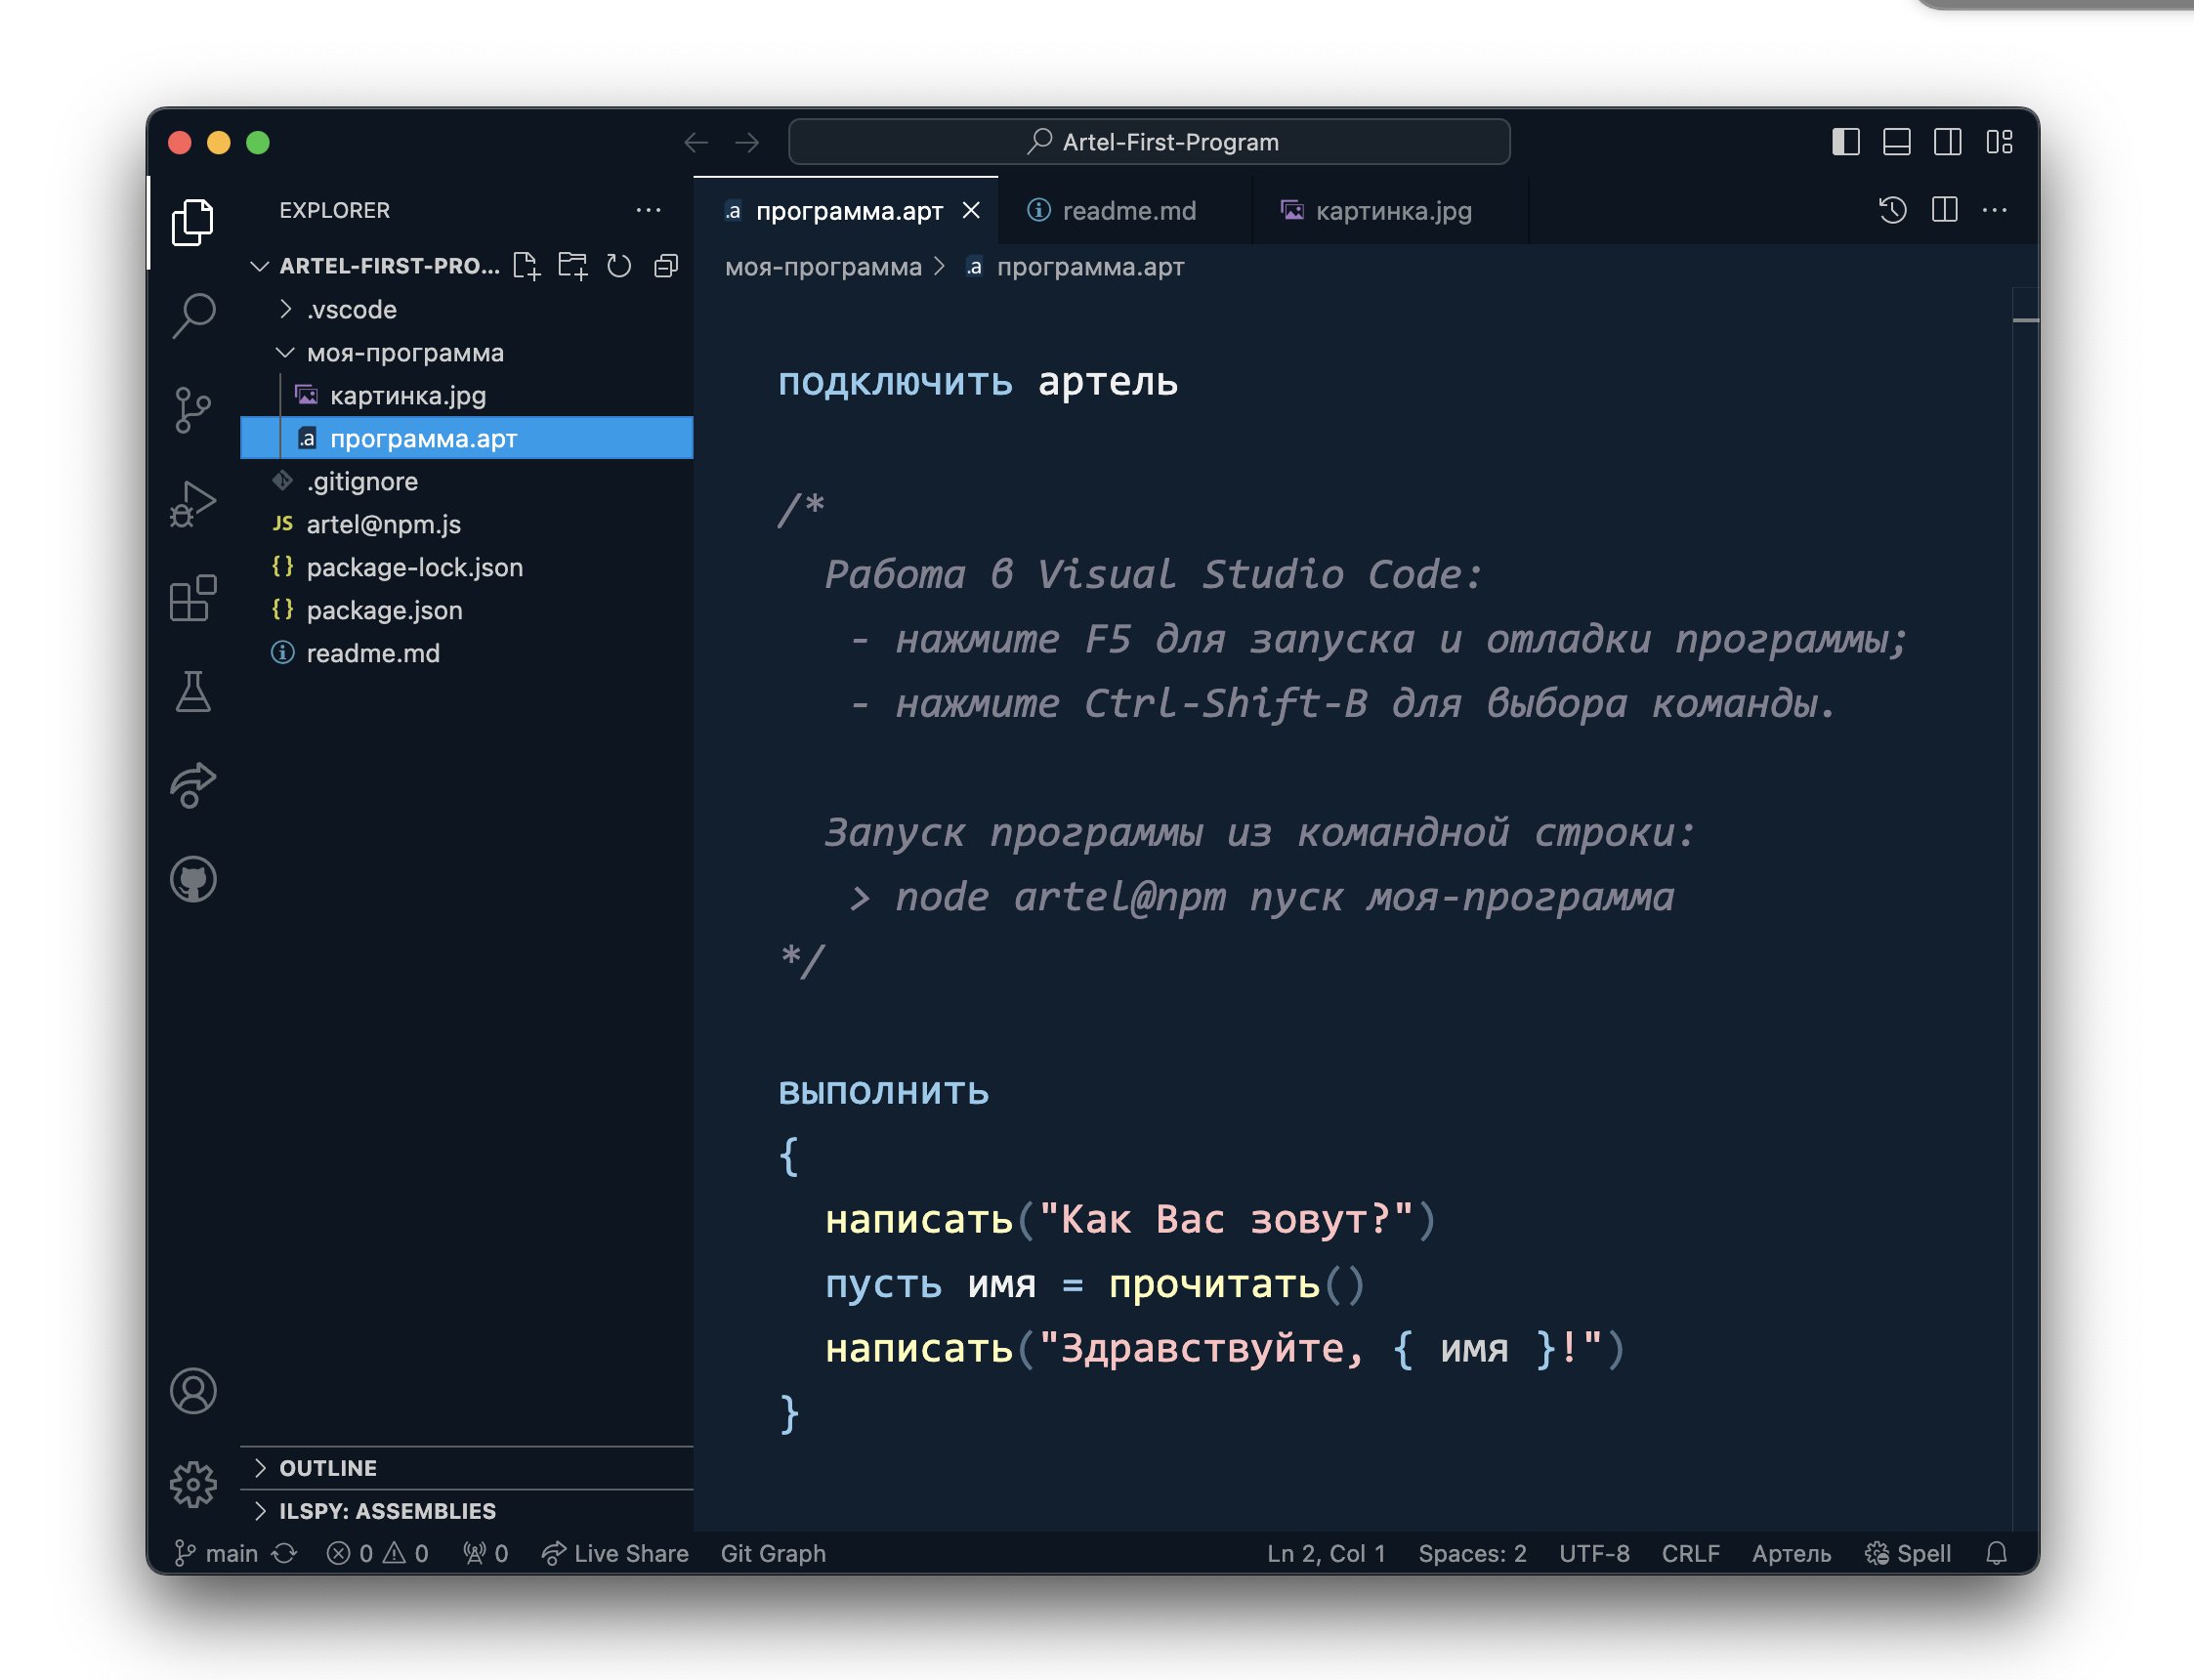 Artel-First-Program
EXPLORER
ARTEL-FIRST-PRO...
.vscode
моя-программа
картинка.jpg
.a программа.арт
.gitignore
JS artel@npm.js
{} package-lock.json
{} package.json
readme.md
OUTLINE
ILSPY: ASSEMBLIES
.a программа.арт
readme.md
картинка.jpg
моя-программа > .a программа.арт
подключить артель
/*
Работа в Visual Studio Code:
- нажмите F5 для запуска и отладки программы;
- нажмите Ctrl-Shift-B для выбора команды.
Запуск программы из командной строки:
> node artel@npm пуск моя-программа
*/
выполнить
{
написать("Как Вас зовут?")
пусть имя = прочитать()
написать("Здравствуйте, { имя }!")
}
main 0 0 0 Live Share Git Graph Ln 2, Col 1 Spaces: 2 UTF-8 CRLF Артель Spell